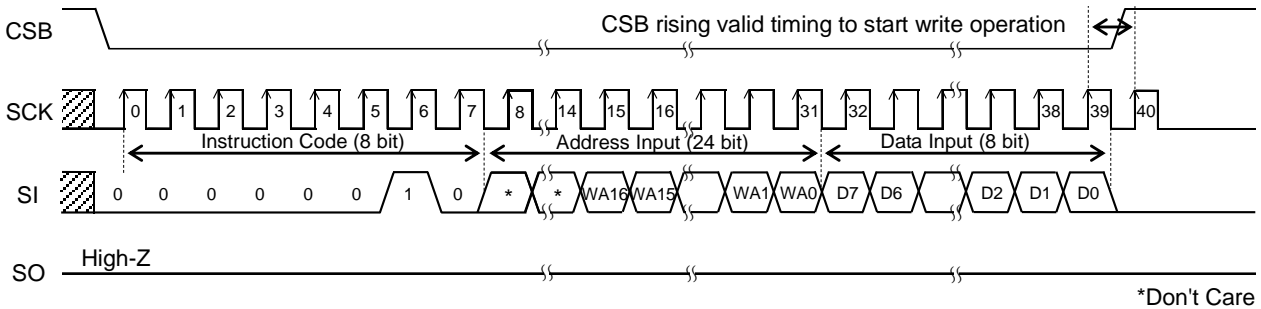 CSB
CSB rising valid timing to start write operation
SCK
0 1 2 3 4 5 6 7 8 14 15 16 31 32 38 39 40
Instruction Code (8 bit) Address Input (24 bit) Data Input (8 bit)
SI
0 0 0 0 0 0 1 0 * * WA16 WA15 WA1 WA0 D7 D6 D2 D1 D0
High-Z
SO
*Don't Care